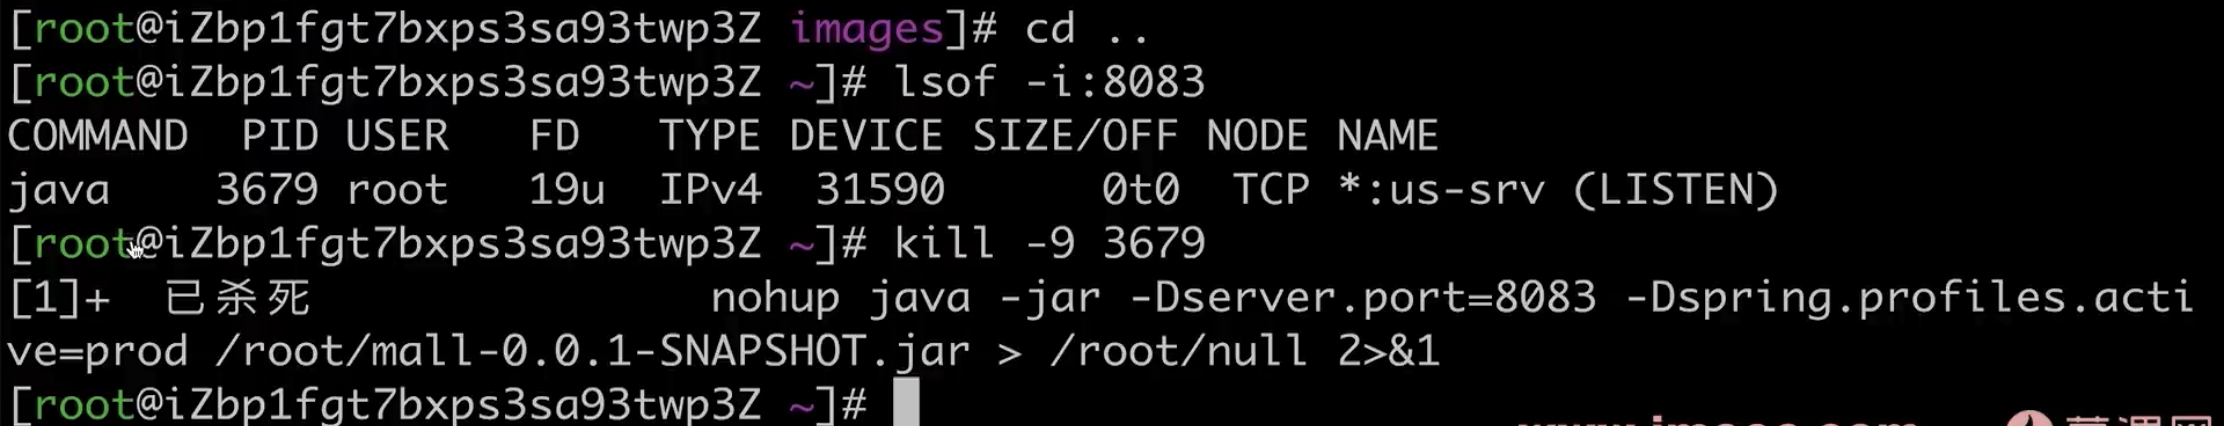 [root@iZbp1fgt7bxps3sa93twp3Z images]# cd ..
[root@iZbp1fgt7bxps3sa93twp3Z ~]# lsof -i:8083
COMMAND  PID USER   FD   TYPE DEVICE SIZE/OFF NODE NAME
java    3679 root   19u  IPv4  31590      0t0  TCP *:us-srv (LISTEN)
[root@iZbp1fgt7bxps3sa93twp3Z ~]# kill -9 3679
[1]+  已杀死               nohup java -jar -Dserver.port=8083 -Dspring.profiles.acti
ve=prod /root/mall-0.0.1-SNAPSHOT.jar > /root/null 2>&1
[root@iZbp1fgt7bxps3sa93twp3Z ~]#